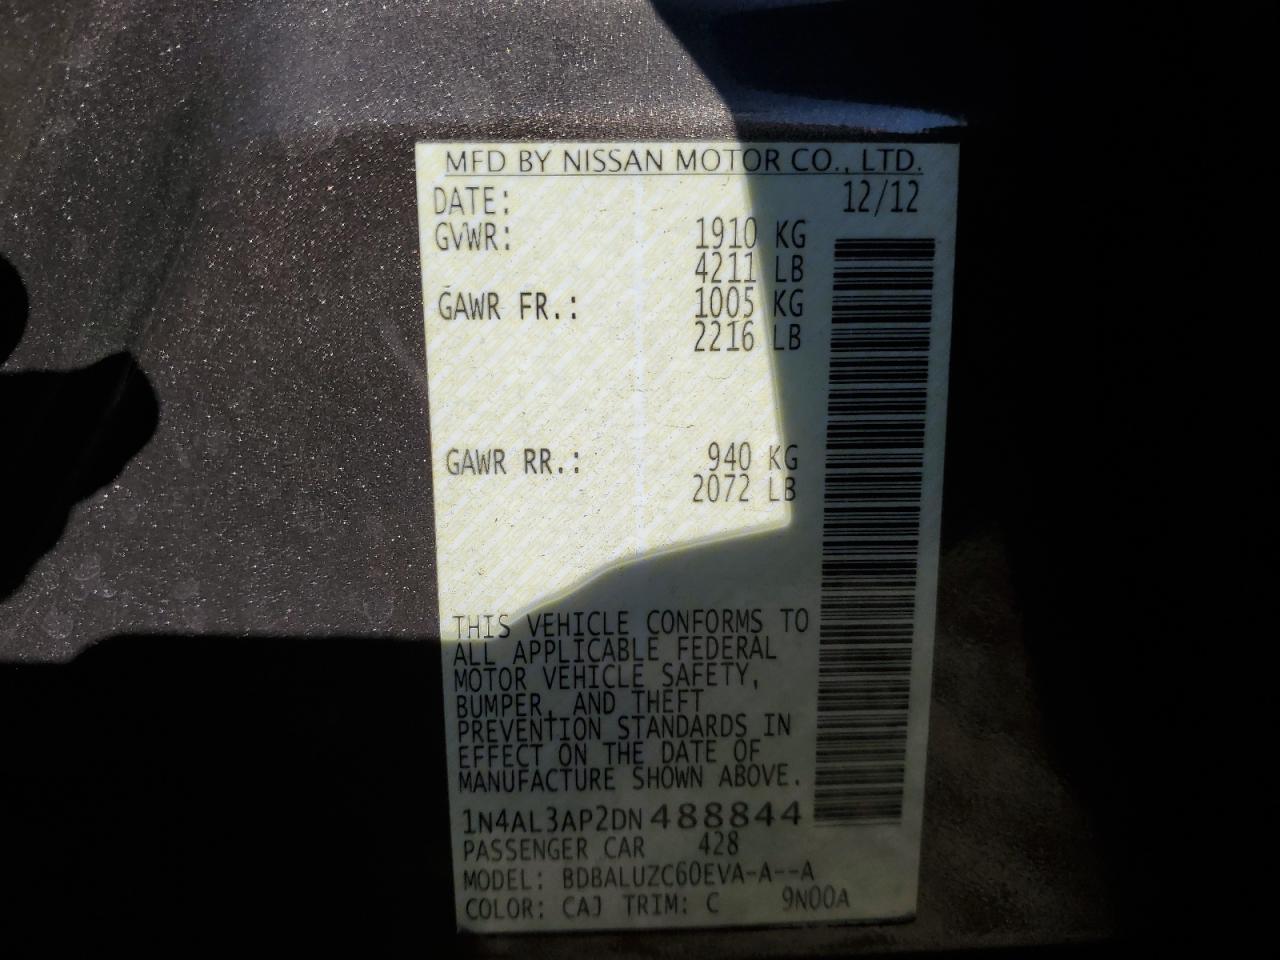 MFD BY NISSAN MOTOR CO., LTD.
DATE: 12/12
GVWR: 1910 KG
4211 LB
GAWR FR.: 1005 KG
2216 LB
GAWR RR.: 940 KG
2072 LB
THIS VEHICLE CONFORMS TO
ALL APPLICABLE FEDERAL
MOTOR VEHICLE SAFETY,
BUMPER, AND THEFT
PREVENTION STANDARDS IN
EFFECT ON THE DATE OF
MANUFACTURE SHOWN ABOVE.
1N4AL3AP2DN488844
PASSENGER CAR 428
MODEL: BDBALUZC60EVA-A--A
COLOR: CAJ TRIM: C 9N00A